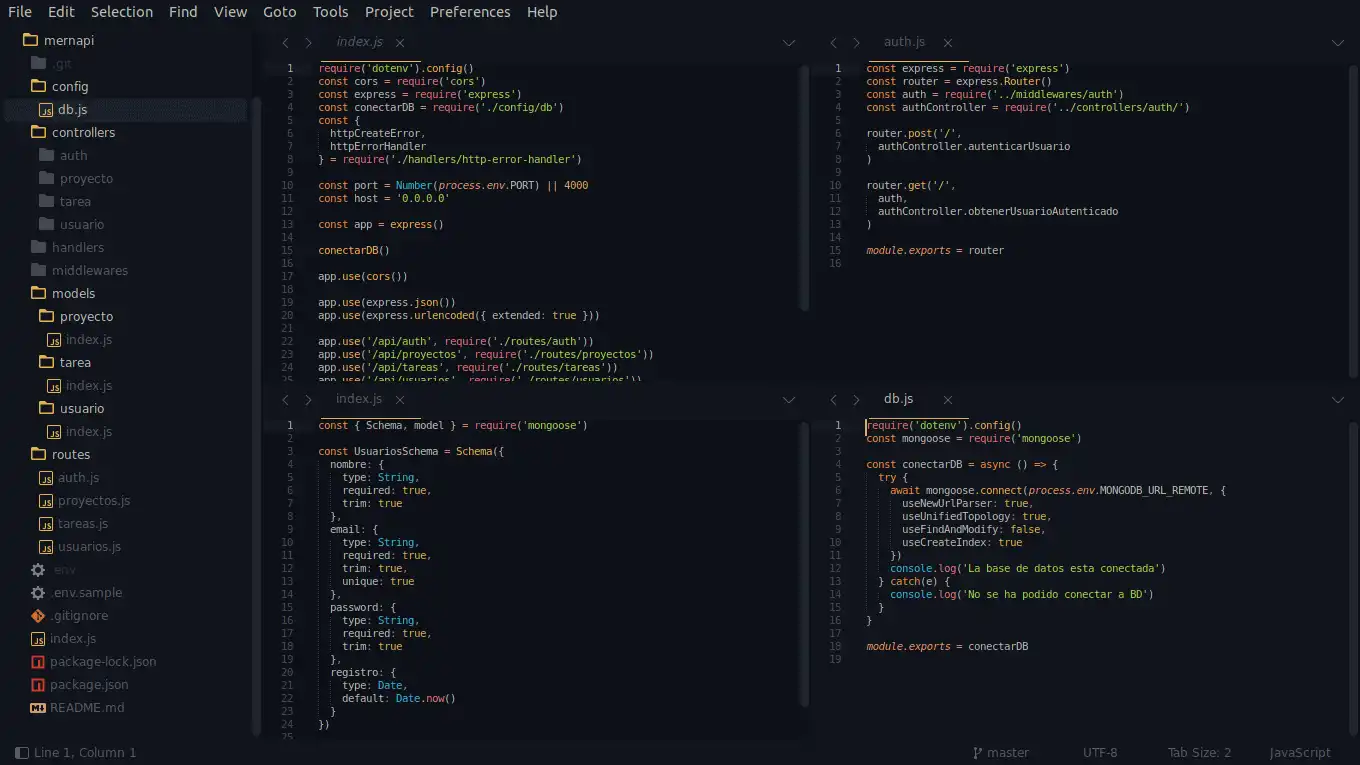 File Edit Selection Find View Goto Tools Project Preferences Help
mernapi
.git
config
db.js
controllers
auth
proyecto
tarea
usuario
handlers
middlewares
models
proyecto
index.js
tarea
index.js
usuario
index.js
routes
auth.js
proyectos.js
tareas.js
usuarios.js
.env
.env.sample
.gitignore
index.js
package-lock.json
package.json
README.md
index.js
1 require('dotenv').config()
2 const cors = require('cors')
3 const express = require('express')
4 const conectarDB = require('./config/db')
5 const {
6 httpCreateError,
7 httpErrorHandler
8 } = require('./handlers/http-error-handler')
9
10 const port = Number(process.env.PORT) || 4000
11 const host = '0.0.0.0'
12
13 const app = express()
14
15 conectarDB()
16
17 app.use(cors())
18
19 app.use(express.json())
20 app.use(express.urlencoded({ extended: true }))
21
22 app.use('/api/auth', require('./routes/auth'))
23 app.use('/api/proyectos', require('./routes/proyectos'))
24 app.use('/api/tareas', require('./routes/tareas'))
25 app.use('/api/usuarios', require('./routes/usuarios'))
auth.js
1 const express = require('express')
2 const router = express.Router()
3 const auth = require('../middlewares/auth')
4 const authController = require('../controllers/auth/')
5
6 router.post('/',
7 authController.autenticarUsuario
8 )
9
10 router.get('/',
11 auth,
12 authController.obtenerUsuarioAutenticado
13 )
14
15 module.exports = router
16
index.js
1 const { Schema, model } = require('mongoose')
2
3 const UsuariosSchema = Schema({
4 nombre: {
5 type: String,
6 required: true,
7 trim: true
8 },
9 email: {
10 type: String,
11 required: true,
12 trim: true,
13 unique: true
14 },
15 password: {
16 type: String,
17 required: true,
18 trim: true
19 },
20 registro: {
21 type: Date,
22 default: Date.now()
23 }
24 })
25
db.js
1 require('dotenv').config()
2 const mongoose = require('mongoose')
3
4 const conectarDB = async () => {
5 try {
6 await mongoose.connect(process.env.MONGODB_URL_REMOTE, {
7 useNewUrlParser: true,
8 useUnifiedTopology: true,
9 useFindAndModify: false,
10 useCreateIndex: true
11 })
12 console.log('La base de datos esta conectada')
13 } catch(e) {
14 console.log('No se ha podido conectar a BD')
15 }
16 }
17
18 module.exports = conectarDB
19
Line 1, Column 1 master UTF-8 Tab Size: 2 JavaScript